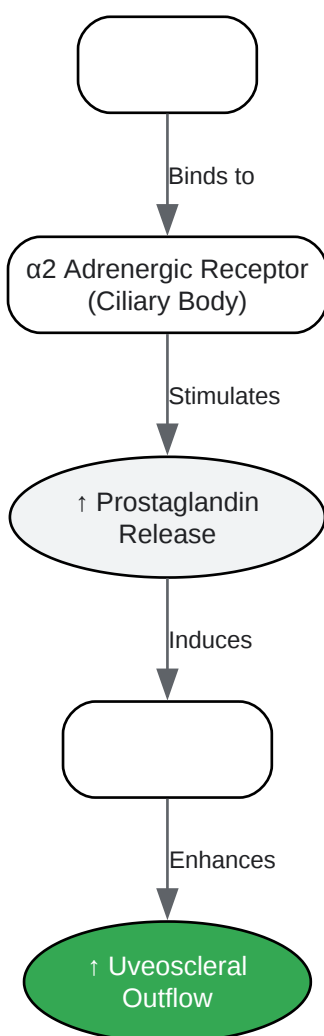 Binds to
α2 Adrenergic Receptor
(Ciliary Body)
Stimulates
↑ Prostaglandin
Release
Induces
Enhances
↑ Uveoscleral
Outflow